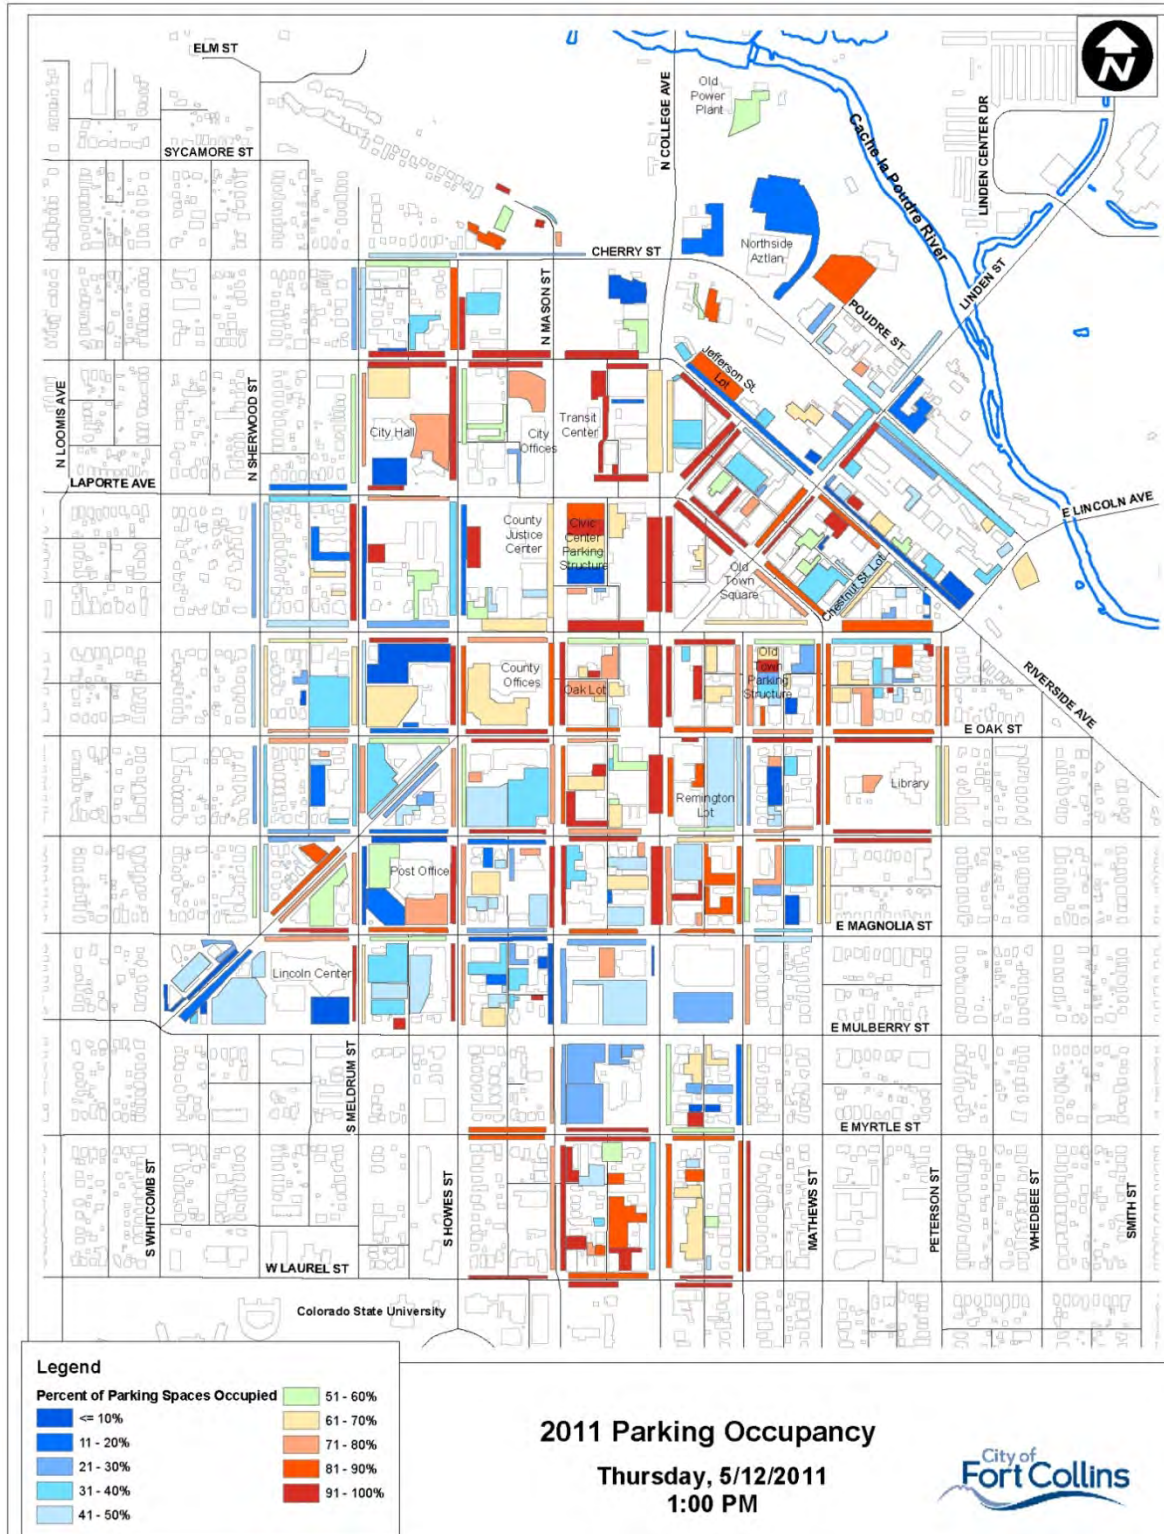 ELM ST
SYCAMORE ST
N COLLEGE AVE
Old
Power
Plant
Cache la Poudre River
LINDEN CENTER DR
N
LINDEN ST
CHERRY ST
N MASON ST
Northside
Aztlan
POUDRE ST
Jefferson St.
Lot
N LOOMIS AVE
N SHERWOOD ST
City Hall
City
Offices
Transit
Center
LAPORTE AVE
E LINCOLN AVE
County
Justice
Center
Civic
Center
Parking
Structure
Old
Town
Square
Chestnut St. Lot
County
Offices
Oak Lot
Old
Town
Parking
Structure
RIVERSIDE AVE
E OAK ST
Remington
Lot
Library
Post Office
E MAGNOLIA ST
Lincoln Center
E MULBERRY ST
S MELDRUM ST
E MYRTLE ST
S WHITCOMB ST
S HOWES ST
MATHEWS ST
PETERSON ST
WHEDBEE ST
SMITH ST
W LAUREL ST
Colorado State University
Legend
Percent of Parking Spaces Occupied
<= 10%
11 - 20%
21 - 30%
31 - 40%
41 - 50%
51 - 60%
61 - 70%
71 - 80%
81 - 90%
91 - 100%
2011 Parking Occupancy
Thursday, 5/12/2011
1:00 PM
City of
Fort Collins